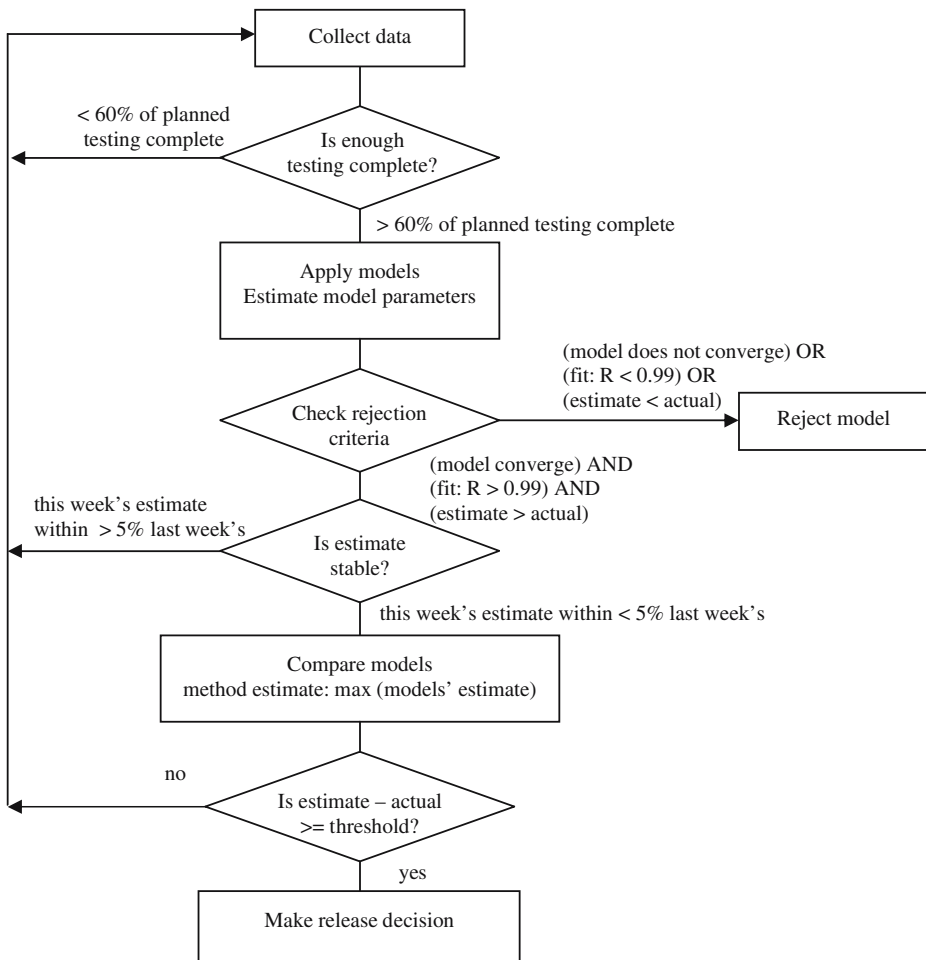 Collect data
< 60% of planned
testing complete
Is enough
testing complete?
> 60% of planned testing complete
Apply models
Estimate model parameters
(model does not converge) OR
(fit: R < 0.99) OR
(estimate < actual)
Check rejection
criteria
Reject model
(model converge) AND
(fit: R > 0.99) AND
(estimate > actual)
this week's estimate
within > 5% last week's
Is estimate
stable?
this week's estimate within < 5% last week's
Compare models
method estimate: max (models' estimate)
no
Is estimate – actual
>= threshold?
yes
Make release decision